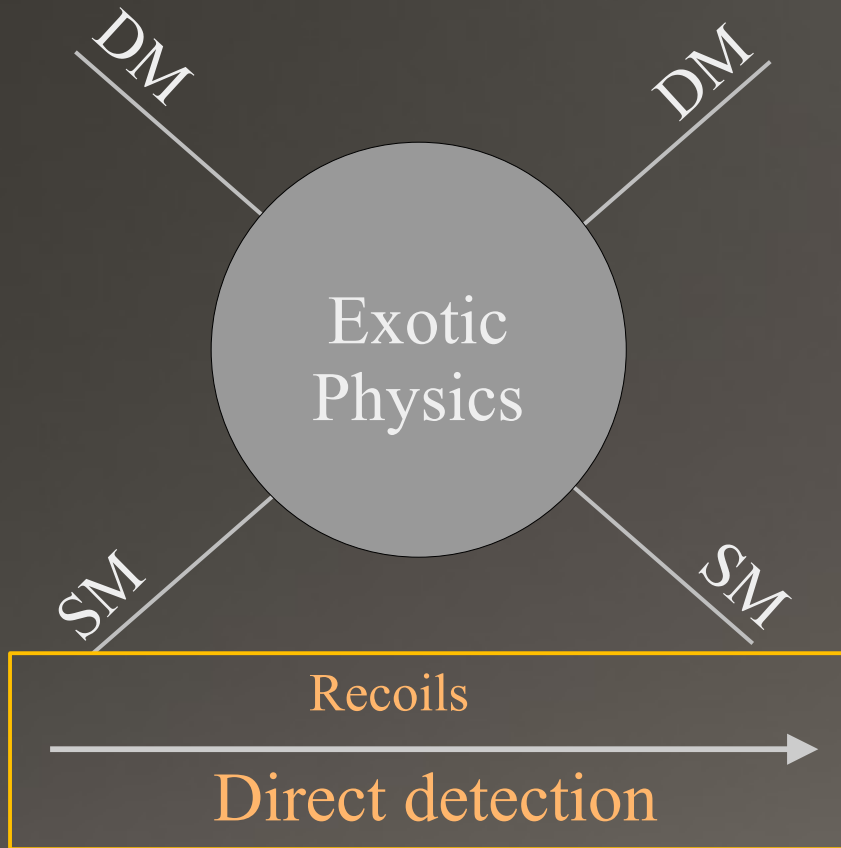 DM
DM
Exotic
Physics
SM
SM
Recoils
Direct detection